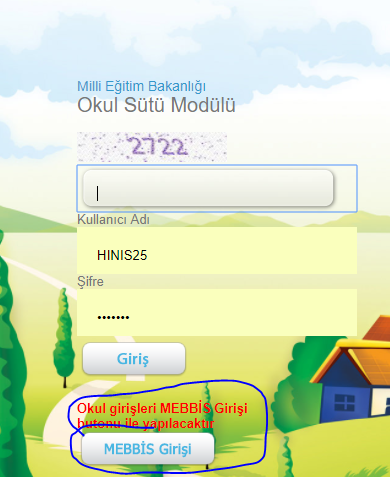 Milli Eğitim Bakanlığı
Okul Sütü Modülü
2722
Kullanıcı Adı
HINIS25
Şifre
•••••••
Giriş
Okul girişleri MEBBİS Girişi
butonu ile yapılacaktır
MEBBİS Girişi